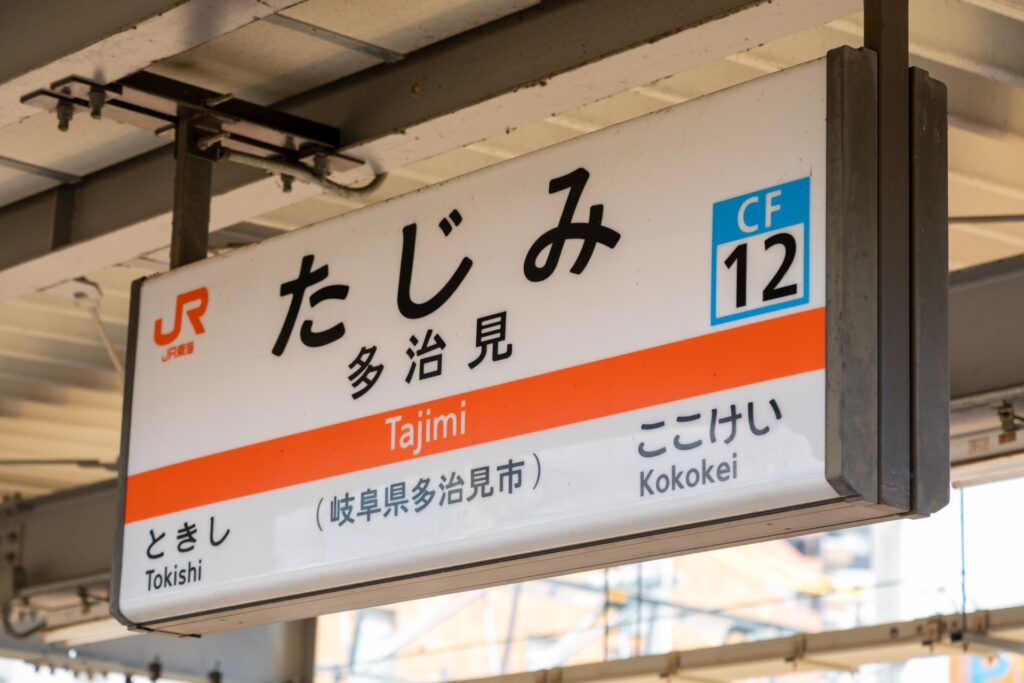 JR
JR東海
たじみ
多治見
CF
12
Tajimi
(岐阜県多治見市)
ときし
Tokishi
ここけい
Kokokei